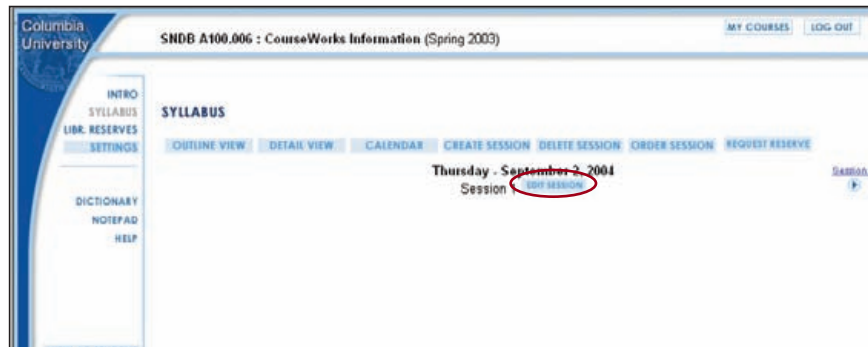 Columbia
University
MY COURSES LOG OUT
SNDB A100.006 : CourseWorks Information (Spring 2003)
INTRO
SYLLABUS
LIBR. RESERVES
SETTINGS
DICTIONARY
NOTEPAD
HELP
SYLLABUS
OUTLINE VIEW DETAIL VIEW CALENDAR CREATE SESSION DELETE SESSION ORDER SESSION REQUEST RESERVE
Thursday - September 2, 2004
Session
Session 1 EDIT SESSION